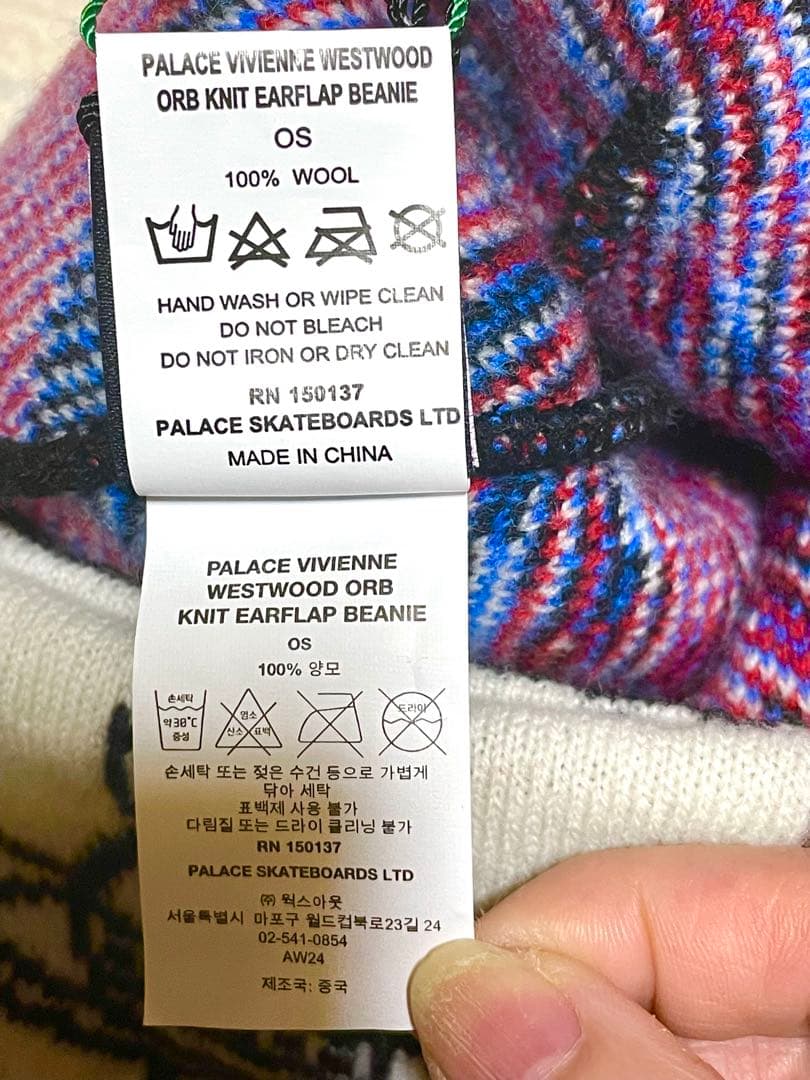 PALACE VIVIENNE WESTWOOD
ORB KNIT EARFLAP BEANIE
OS
100% WOOL
HAND WASH OR WIPE CLEAN
DO NOT BLEACH
DO NOT IRON OR DRY CLEAN
RN 150137
PALACE SKATEBOARDS LTD
MADE IN CHINA
PALACE VIVIENNE
WESTWOOD ORB
KNIT EARFLAP BEANIE
OS
100% 양모
손세탁
약30°C
중성
염소
산소 표백
드라이
손세탁 또는 젖은 수건 등으로 가볍게
닦아 세탁
표백제 사용 불가
다림질 또는 드라이 클리닝 불가
RN 150137
PALACE SKATEBOARDS LTD
㈜ 웍스아웃
서울특별시 마포구 월드컵북로23길 24
02-541-0854
AW24
제조국: 중국